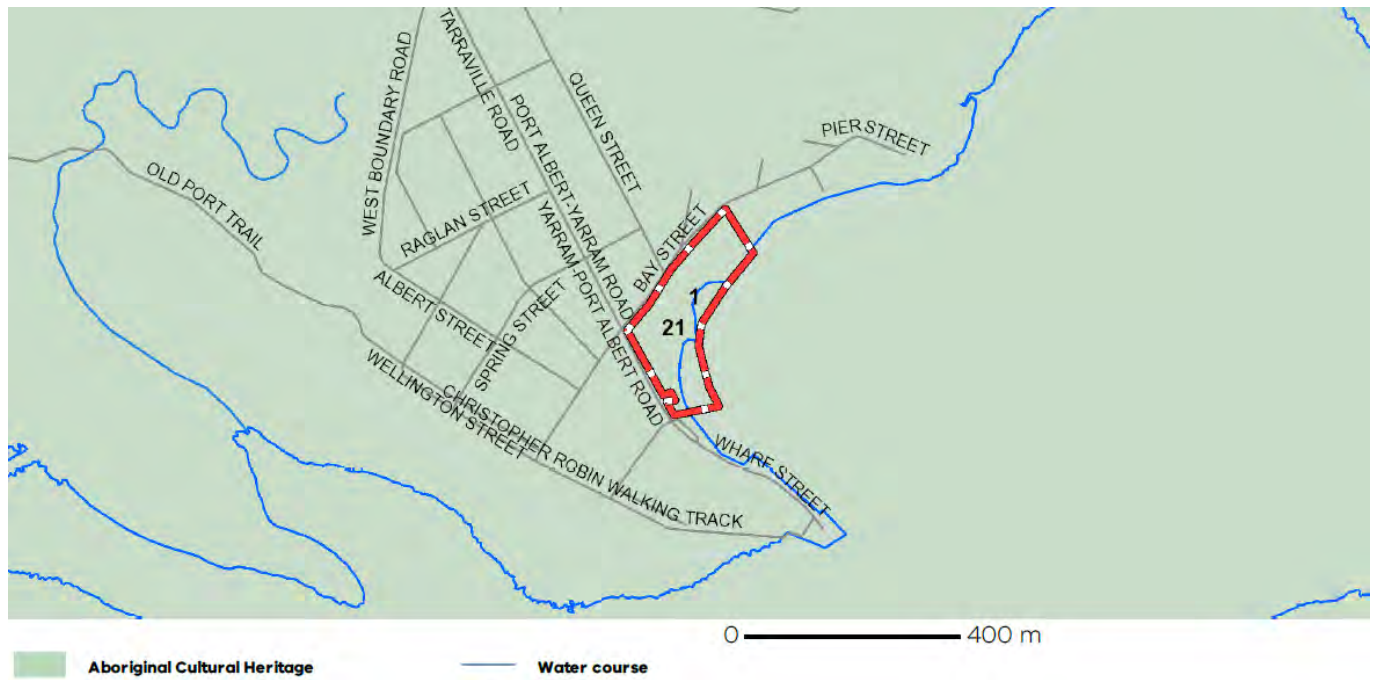 TARRAVILLE ROAD
WEST BOUNDARY ROAD
QUEEN STREET
PORT ALBERT-YARRAM ROAD
PIER STREET
OLD PORT TRAIL
RAGLAN STREET
YARRAM-PORT ALBERT ROAD
BAY STREET
ALBERT STREET
SPRING STREET
1
21
WELLINGTON STREET
CHRISTOPHER ROBIN WALKING TRACK
WHARF STREET
0 400 m
Aboriginal Cultural Heritage
Water course